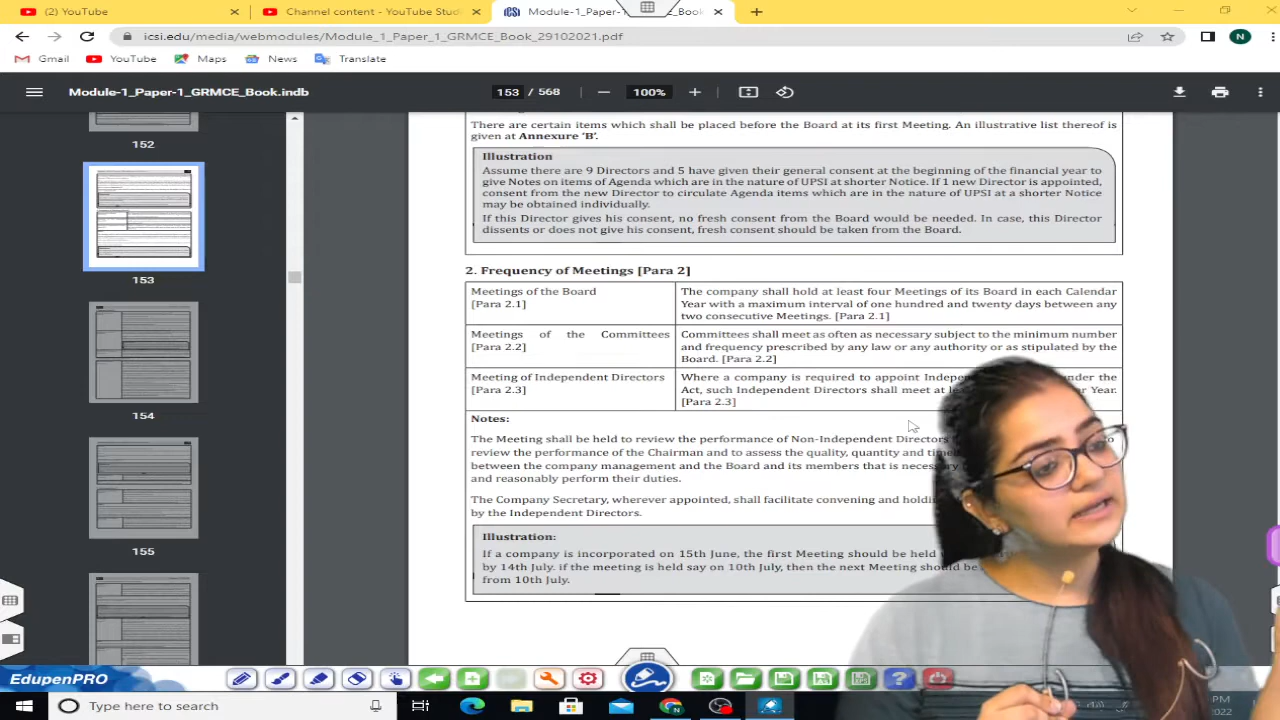 (2) YouTube
Channel content - YouTube Stud
Module-1_Paper-1 Book
icsi.edu/media/webmodules/Module_1_Paper_1_GRMCE_Book_29102021.pdf
N
Gmail YouTube Maps News Translate
Module-1_Paper-1_GRMCE_Book.indb
153 / 568
100%
152
153
154
155
There are certain items which shall be placed before the Board at its first Meeting. An illustrative list thereof is
given at Annexure ‘B’.
Illustration
Assume there are 9 Directors and 5 have given their general consent at the beginning of the financial year to
give Notes on items of Agenda which are in the nature of UPSI at shorter Notice. If 1 new Director is appointed,
consent from the new Director to circulate Agenda items which are in the nature of UPSI at a shorter Notice
may be obtained individually.
If this Director gives his consent, no fresh consent from the Board would be needed. In case, this Director
dissents or does not give his consent, fresh consent should be taken from the Board.
2. Frequency of Meetings [Para 2]
Meetings of the Board
[Para 2.1]
The company shall hold at least four Meetings of its Board in each Calendar
Year with a maximum interval of one hundred and twenty days between any
two consecutive Meetings. [Para 2.1]
Meetings of the Committees
[Para 2.2]
Committees shall meet as often as necessary subject to the minimum number
and frequency prescribed by any law or any authority or as stipulated by the
Board. [Para 2.2]
Meeting of Independent Directors
[Para 2.3]
Where a company is required to appoint under the
Act, such Independent Directors shall meet at Year.
[Para 2.3]
Notes:
The Meeting shall be held to review the performance of Non-Independent Directors to
review the performance of the Chairman and to assess the quality, quantity and
between the company management and the Board and its members that is necessary
and reasonably perform their duties.
The Company Secretary, wherever appointed, shall facilitate convening and
by the Independent Directors.
Illustration:
If a company is incorporated on 15th June, the first Meeting should be held
by 14th July. if the meeting is held say on 10th July, then the next Meeting should be
from 10th July.
EdupenPRO
Type here to search
PM
2022